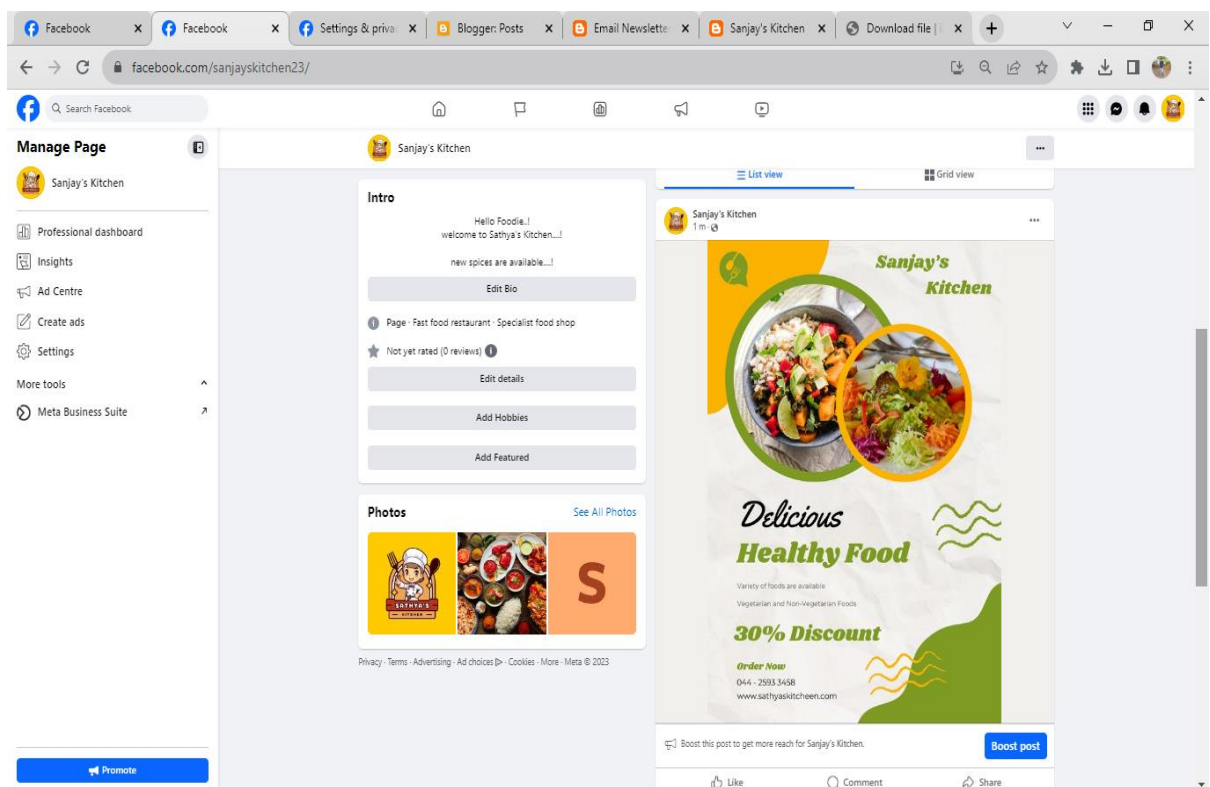 Facebook
Facebook
Settings & priva
Blogger: Posts
Email Newslette
Sanjay's Kitchen
Download file |
facebook.com/sanjayskitchen23/
Search Facebook
Manage Page
Sanjay's Kitchen
Professional dashboard
Insights
Ad Centre
Create ads
Settings
More tools
Meta Business Suite
Promote
Sanjay's Kitchen
Intro
Hello Foodie..!
welcome to Sathya's Kitchen....!
new spices are available....!
Edit Bio
Page · Fast food restaurant · Specialist food shop
Not yet rated (0 reviews)
Edit details
Add Hobbies
Add Featured
Photos
See All Photos
SATHYA'S
KITCHEN
S
Privacy · Terms · Advertising · Ad choices · Cookies · More · Meta © 2023
List view
Grid view
Sanjay's Kitchen
1 m ·
Sanjay's
Kitchen
Delicious
Healthy Food
Variety of foods are available
Vegetarian and Non-Vegetarian Foods
30% Discount
Order Now
044 - 2593 3458
www.sathyaskitcheen.com
Boost this post to get more reach for Sanjay's Kitchen.
Boost post
Like
Comment
Share